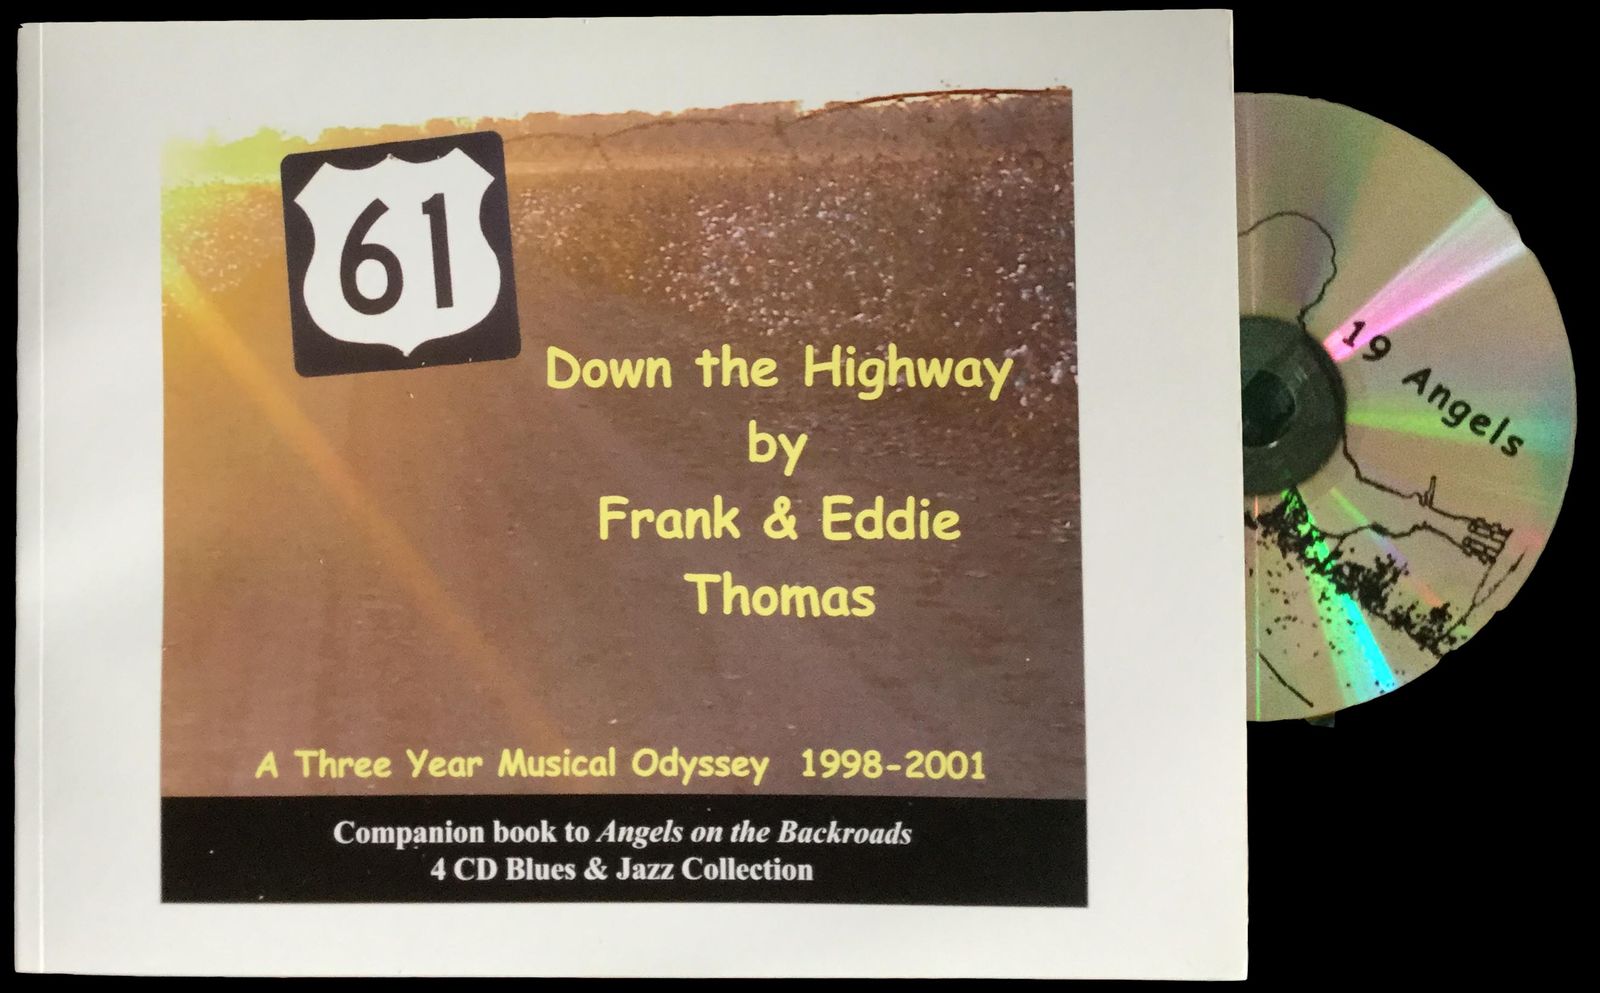 61
Down the Highway
by
Frank & Eddie
Thomas
A Three Year Musical Odyssey 1998-2001
Companion book to Angels on the Backroads
4 CD Blues & Jazz Collection
19 Angels